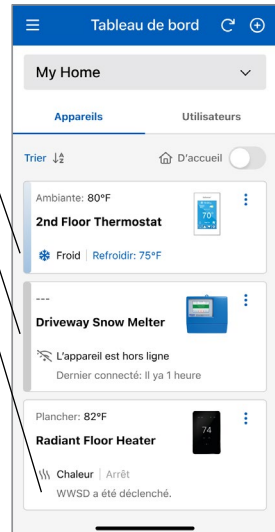 Tableau de bord
My Home
Appareils Utilisateurs
Trier D'accueil
Ambiante: 80°F
2nd Floor Thermostat
70
Froid | Refroidir: 75°F
---
Driveway Snow Melter
L'appareil est hors ligne
Dernier connecté: Il ya 1 heure
Plancher: 82°F
Radiant Floor Heater
74
Chaleur | Arrêt
WWSD a été déclenché.